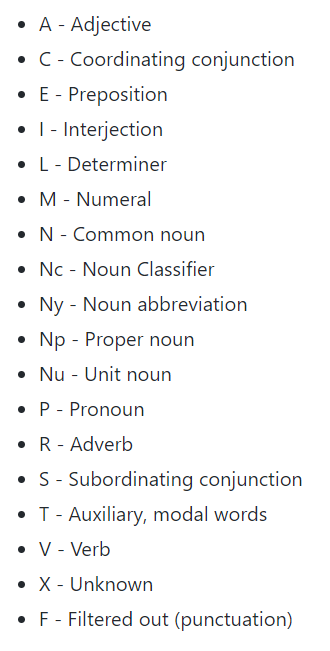 • A - Adjective
• C - Coordinating conjunction
• E - Preposition
• I - Interjection
• L - Determiner
• M - Numeral
• N - Common noun
• Nc - Noun Classifier
• Ny - Noun abbreviation
• Np - Proper noun
• Nu - Unit noun
• P - Pronoun
• R - Adverb
• S - Subordinating conjunction
• T - Auxiliary, modal words
• V - Verb
• X - Unknown
• F - Filtered out (punctuation)